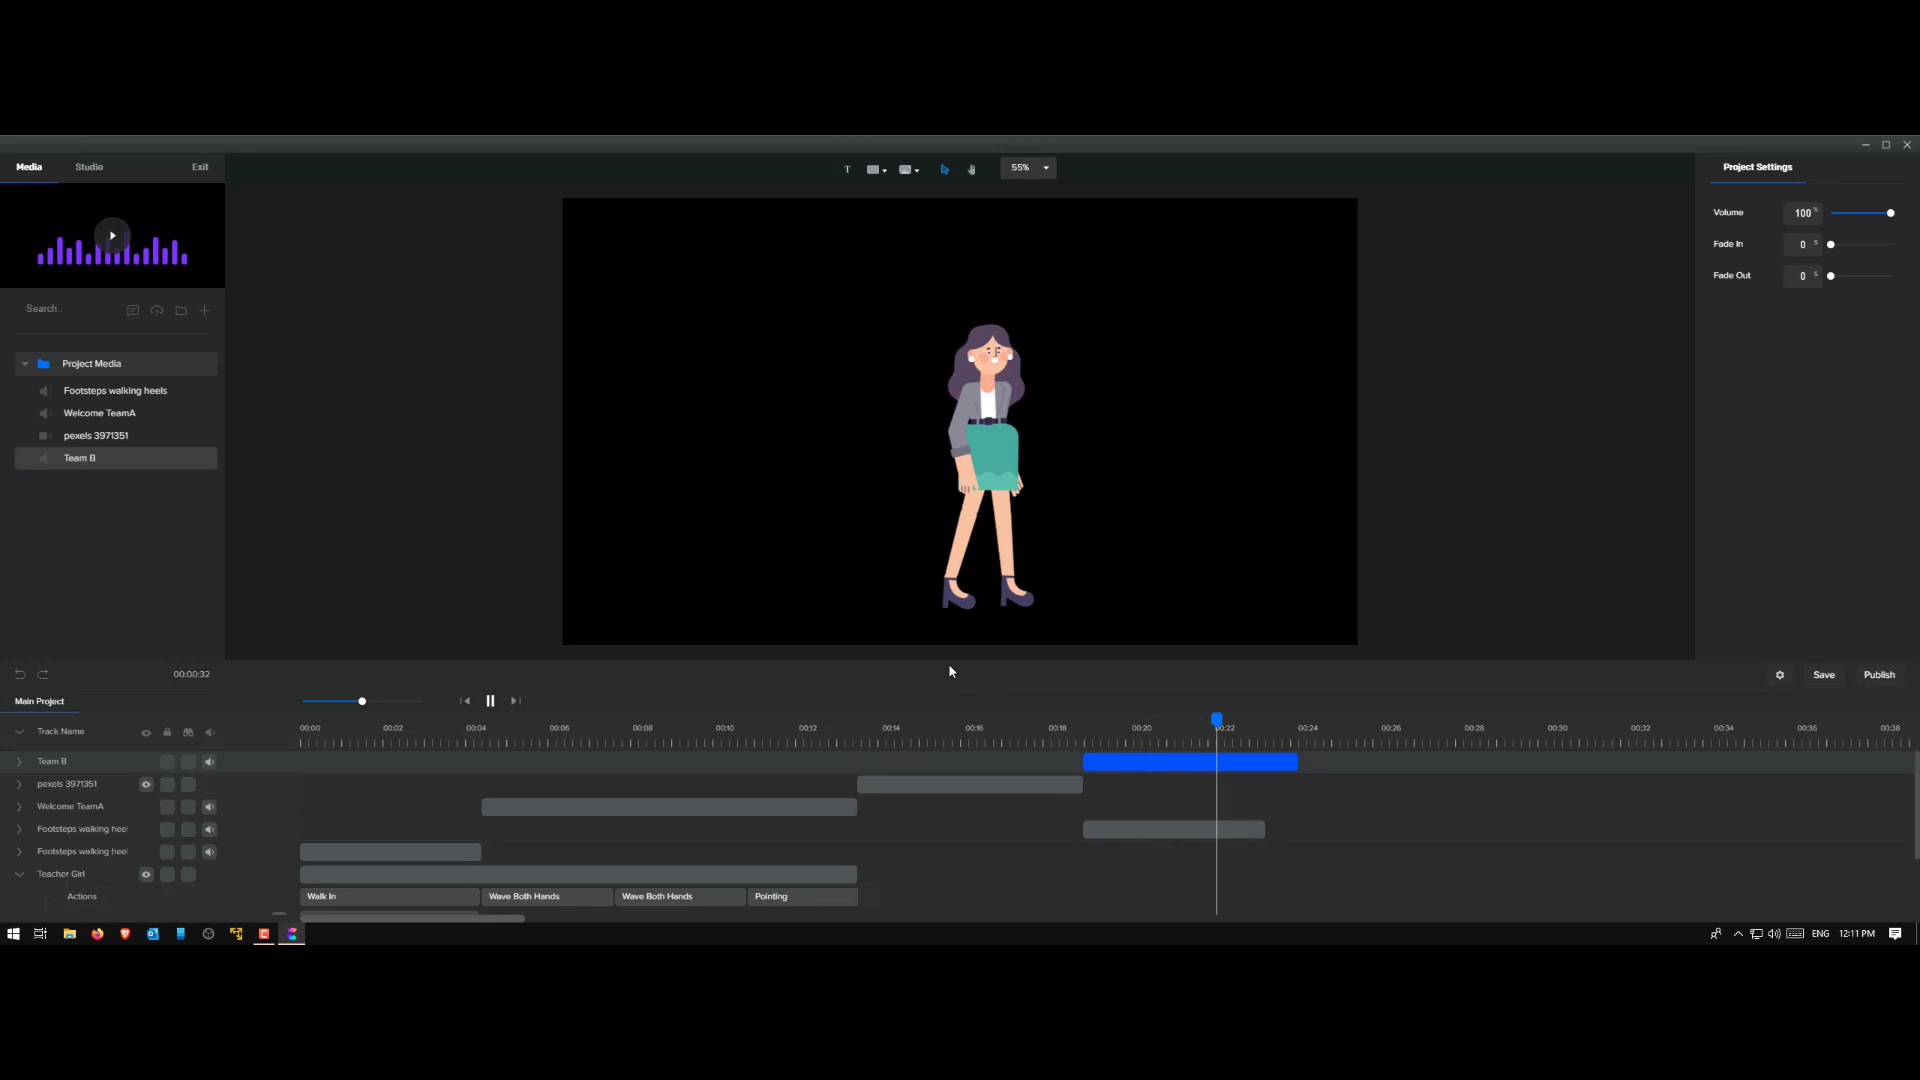 Media Studio Exit
T 55%
Project Settings
Volume 100 %
Fade In 0 s
Fade Out 0 s
Search..
Project Media
Footsteps walking heels
Welcome TeamA
pexels 3971351
Team B
00:00:32
Save Publish
Main Project
Track Name 00:00 00:02 00:04 00:06 00:08 00:10 00:12 00:14 00:16 00:18 00:20 00:22 00:24 00:26 00:28 00:30 00:32 00:34 00:36 00:38
Team B
pexels 3971351
Welcome TeamA
Footsteps walking heel
Footsteps walking heel
Teacher Girl
Actions Walk In Wave Both Hands Wave Both Hands Pointing
ENG 12:11 PM